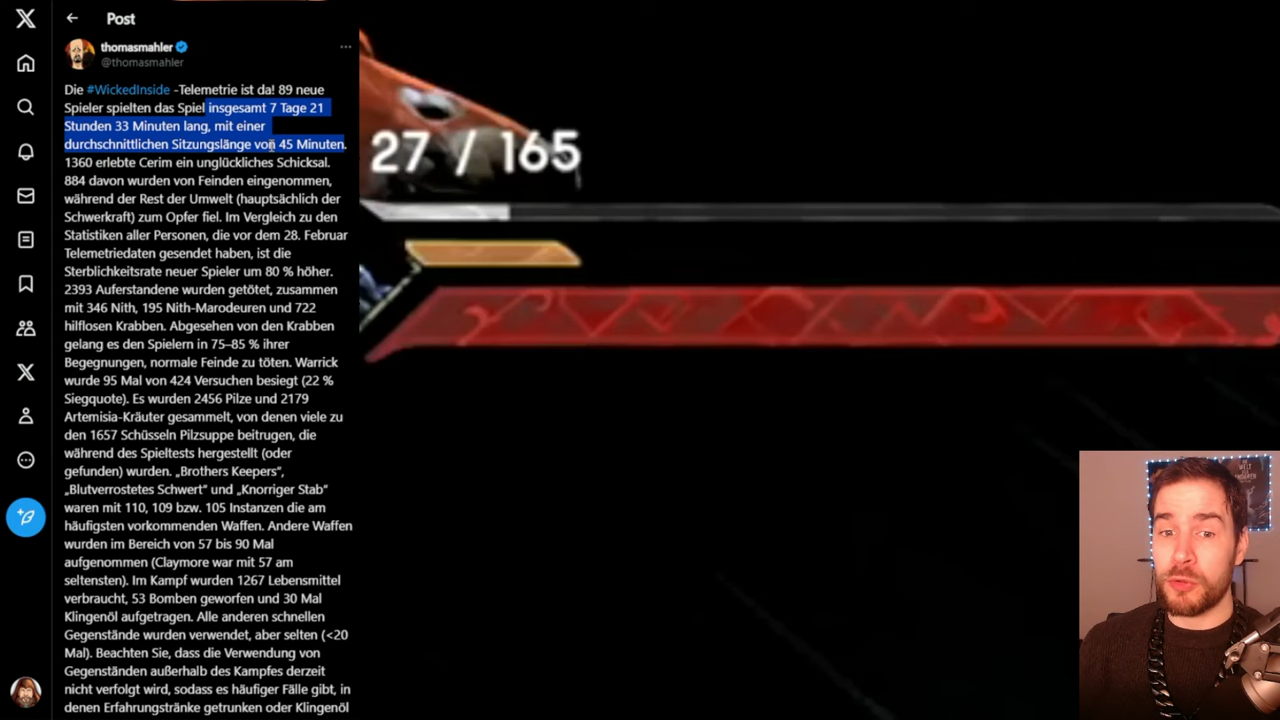 Post
thomasmahler
@thomasmahler
Die #WickedInside -Telemetrie ist da! 89 neue
Spieler spielten das Spiel insgesamt 7 Tage 21
Stunden 33 Minuten lang, mit einer
durchschnittlichen Sitzungslänge von 45 Minuten.
1360 erlebte Cerim ein unglückliches Schicksal.
884 davon wurden von Feinden eingenommen,
während der Rest der Umwelt (hauptsächlich der
Schwerkraft) zum Opfer fiel. Im Vergleich zu den
Statistiken aller Personen, die vor dem 28. Februar
Telemetriedaten gesendet haben, ist die
Sterblichkeitsrate neuer Spieler um 80 % höher.
2393 Auferstandene wurden getötet, zusammen
mit 346 Nith, 195 Nith-Marodeuren und 722
hilflosen Krabben. Abgesehen von den Krabben
gelang es den Spielern in 75–85 % ihrer
Begegnungen, normale Feinde zu töten. Warrick
wurde 95 Mal von 424 Versuchen besiegt (22 %
Siegquote). Es wurden 2456 Pilze und 2179
Artemisia-Kräuter gesammelt, von denen viele zu
den 1657 Schüsseln Pilzsuppe beitrugen, die
während des Spieltests hergestellt (oder
gefunden) wurden. „Brothers Keepers“,
„Blutverrostetes Schwert“ und „Knorriger Stab“
waren mit 110, 109 bzw. 105 Instanzen die am
häufigsten vorkommenden Waffen. Andere Waffen
wurden im Bereich von 57 bis 90 Mal
aufgenommen (Claymore war mit 57 am
seltensten). Im Kampf wurden 1267 Lebensmittel
verbraucht, 53 Bomben geworfen und 30 Mal
Klingenöl aufgetragen. Alle anderen schnellen
Gegenstände wurden verwendet, aber selten (<20
Mal). Beachten Sie, dass die Verwendung von
Gegenständen außerhalb des Kampfes derzeit
nicht verfolgt wird, sodass es häufiger Fälle gibt, in
denen Erfahrungstränke getrunken oder Klingenöl
27 / 165